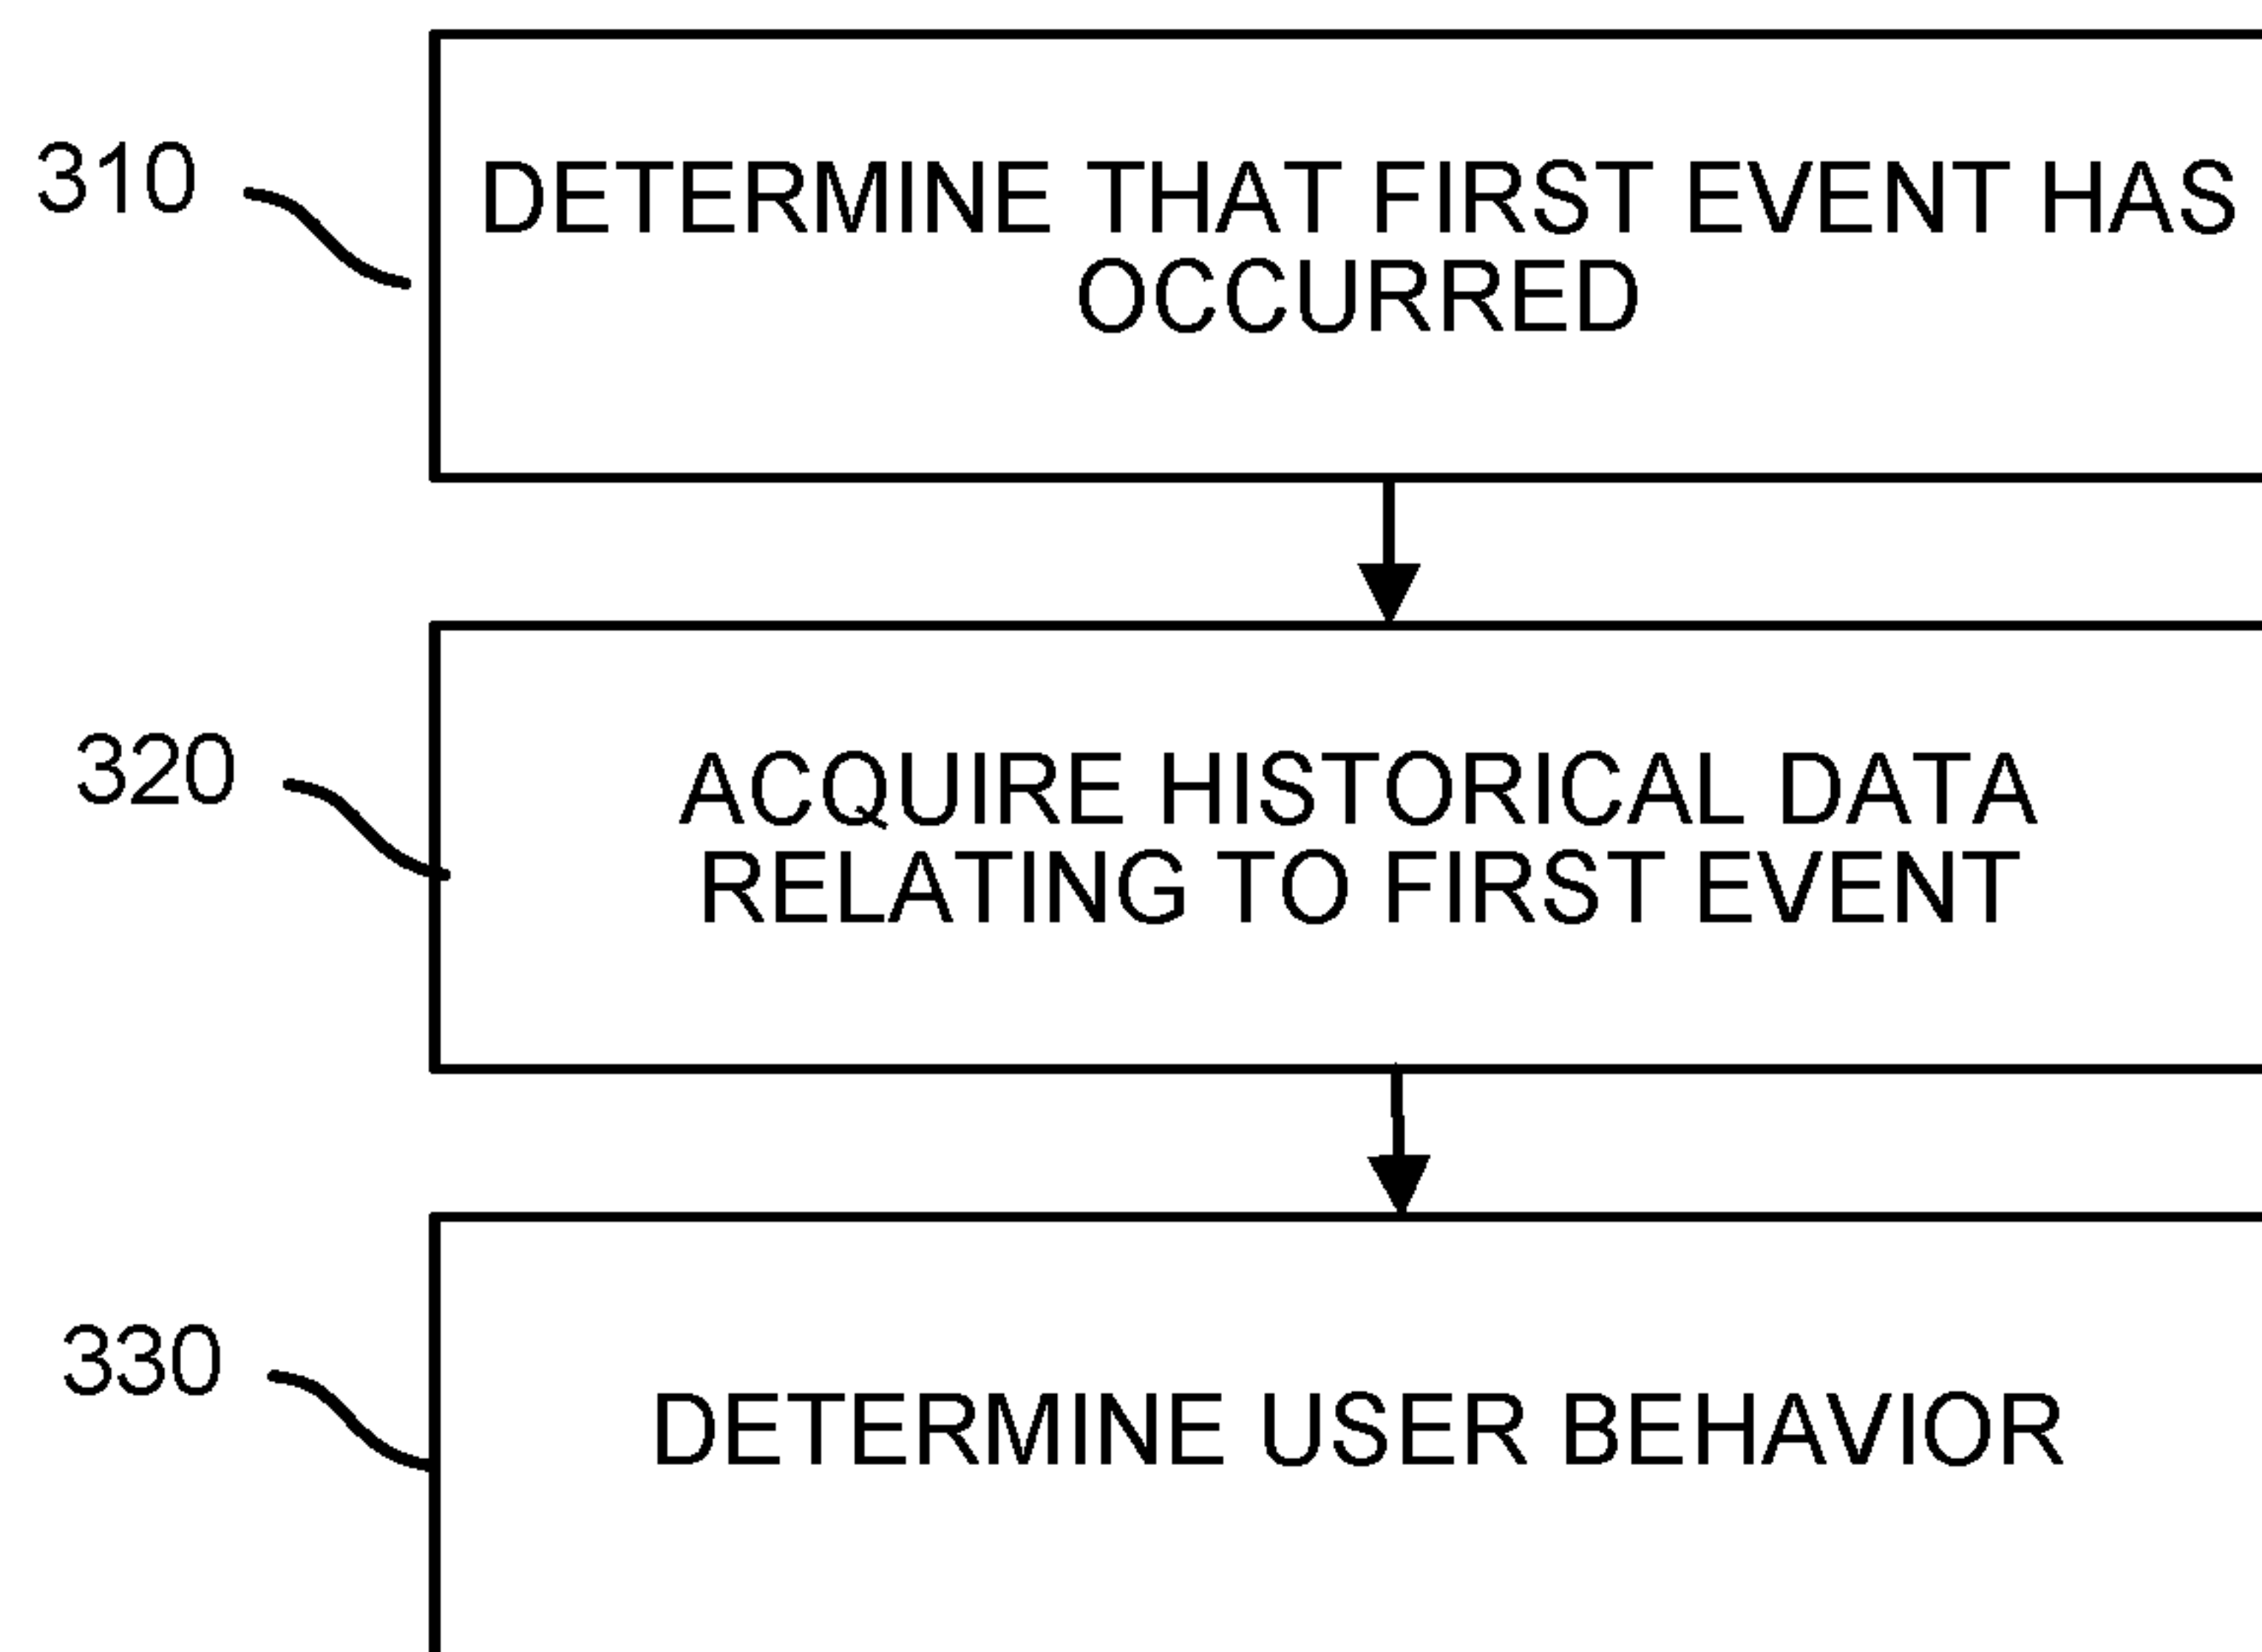 310
DETERMINE THAT FIRST EVENT HAS
OCCURRED
320
ACQUIRE HISTORICAL DATA
RELATING TO FIRST EVENT
330
DETERMINE USER BEHAVIOR